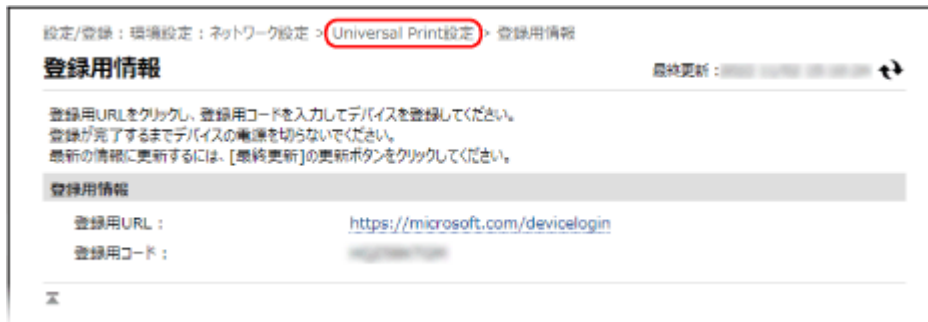 設定/登録 : 環境設定 : ネットワーク設定 > Universal Print設定 > 登録用情報
登録用情報
最終更新 :
登録用URLをクリックし、登録用コードを入力してデバイスを登録してください。
登録が完了するまでデバイスの電源を切らないでください。
最新の情報に更新するには、[最終更新]の更新ボタンをクリックしてください。
登録用情報
登録用URL : https://microsoft.com/devicelogin
登録用コード :